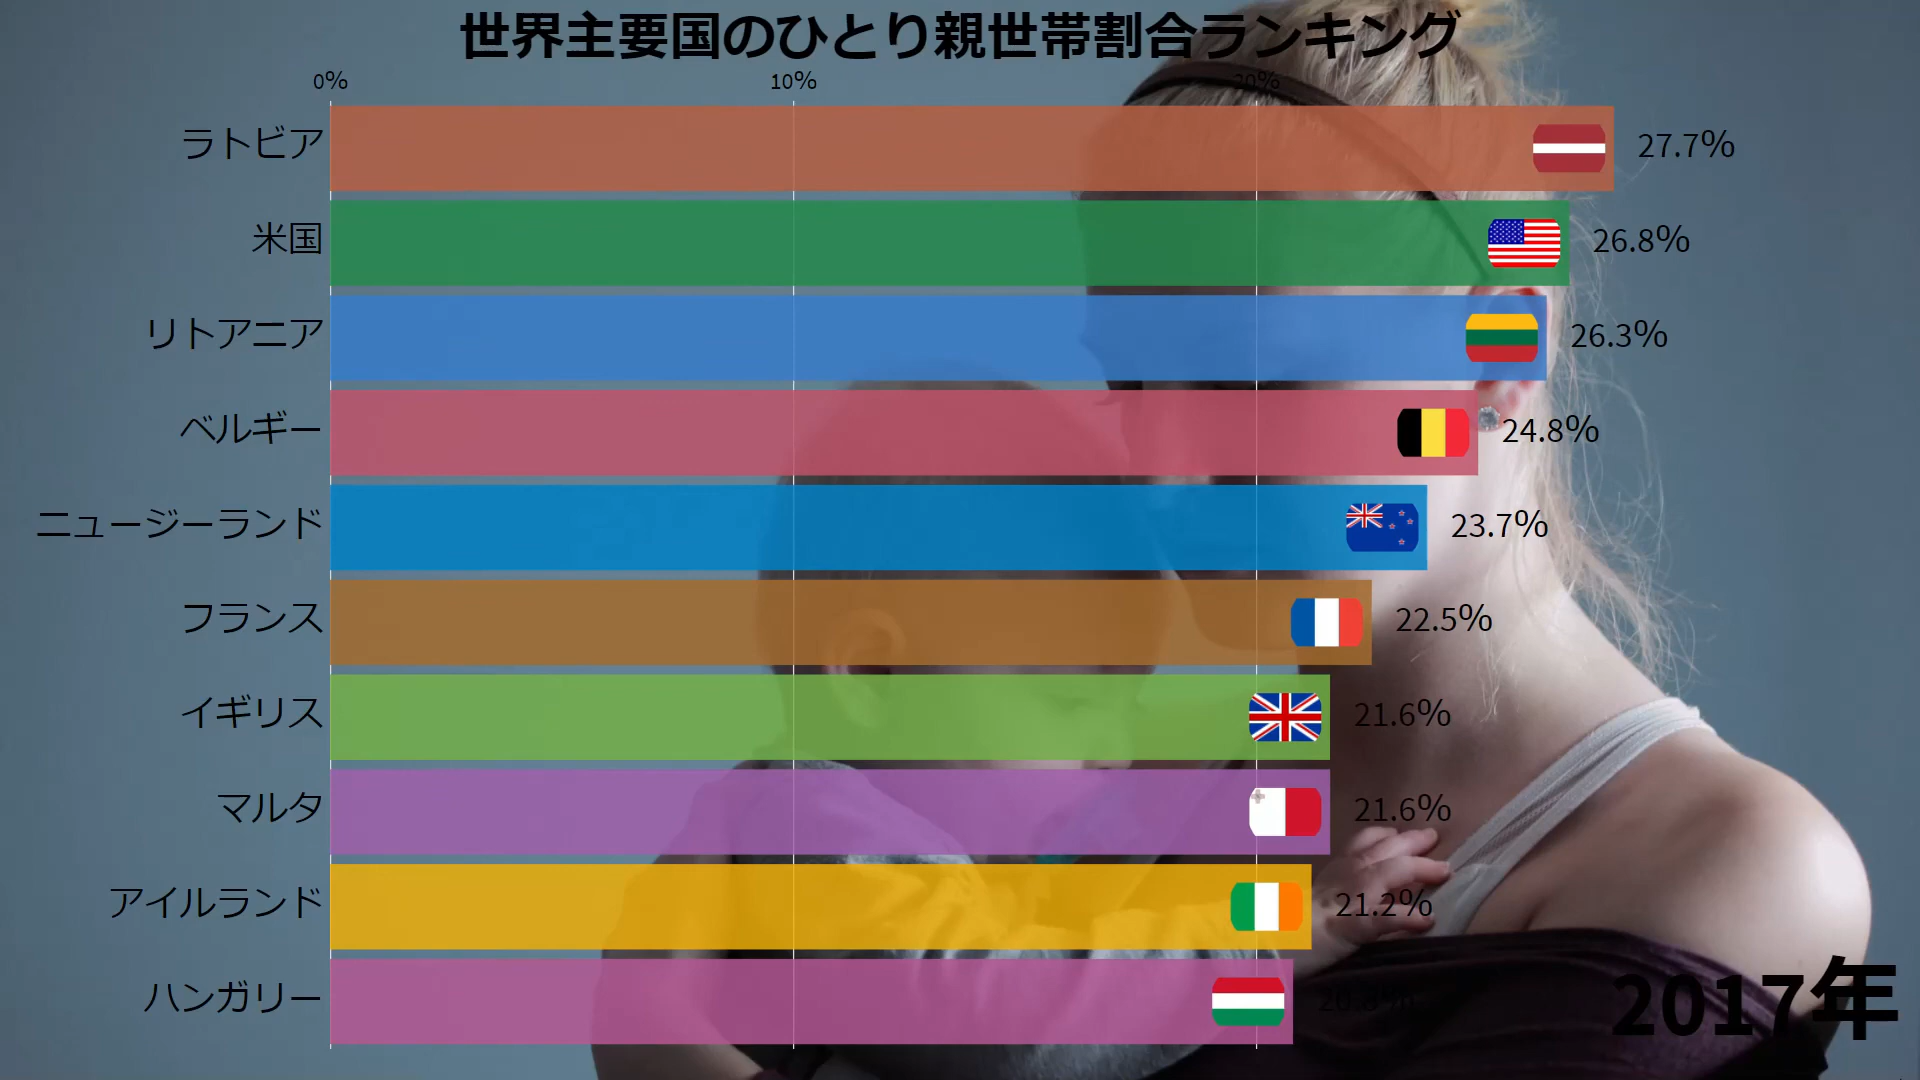 世界主要国のひとり親世帯割合ランキング
0% 10% 20%
ラトビア 27.7%
米国 26.8%
リトアニア 26.3%
ベルギー 24.8%
ニュージーランド 23.7%
フランス 22.5%
イギリス 21.6%
マルタ 21.6%
アイルランド 21.2%
ハンガリー 20.8%
2017年